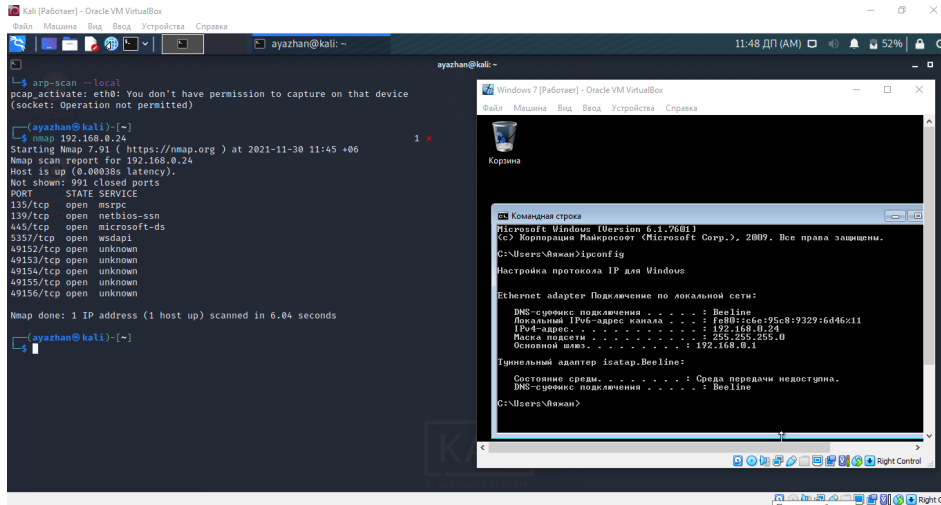 Kali [Работает] - Oracle VM VirtualBox
Файл Машина Вид Ввод Устройства Справка
ayazhan@kali: ~
11:48 ДП (AM)
52%
ayazhan@kali: ~
└─$ arp-scan --local
pcap_activate: eth0: You don't have permission to capture on that device
(socket: Operation not permitted)
┌──(ayazhan㉿kali)-[~]
└─$ nmap 192.168.0.24
1 ⨯
Starting Nmap 7.91 ( https://nmap.org ) at 2021-11-30 11:45 +06
Nmap scan report for 192.168.0.24
Host is up (0.00038s latency).
Not shown: 991 closed ports
PORT STATE SERVICE
135/tcp open msrpc
139/tcp open netbios-ssn
445/tcp open microsoft-ds
5357/tcp open wsdapi
49152/tcp open unknown
49153/tcp open unknown
49154/tcp open unknown
49155/tcp open unknown
49156/tcp open unknown
Nmap done: 1 IP address (1 host up) scanned in 6.04 seconds
┌──(ayazhan㉿kali)-[~]
└─$
Windows 7 [Работает] - Oracle VM VirtualBox
Файл Машина Вид Ввод Устройства Справка
Корзина
Командная строка
Microsoft Windows [Version 6.1.7601]
(c) Корпорация Майкрософт (Microsoft Corp.), 2009. Все права защищены.
C:\Users\Аяжан>ipconfig
Настройка протокола IP для Windows
Ethernet adapter Подключение по локальной сети:
DNS-суффикс подключения . . . . . : Beeline
Локальный IPv6-адрес канала . . . : fe80::c6e:95c8:9329:6d46%11
IPv4-адрес. . . . . . . . . . . . : 192.168.0.24
Маска подсети . . . . . . . . . . : 255.255.255.0
Основной шлюз. . . . . . . . . : 192.168.0.1
Туннельный адаптер isatap.Beeline:
Состояние среды. . . . . . . . : Среда передачи недоступна.
DNS-суффикс подключения . . . . . : Beeline
C:\Users\Аяжан>
Right Control
KA
Right C